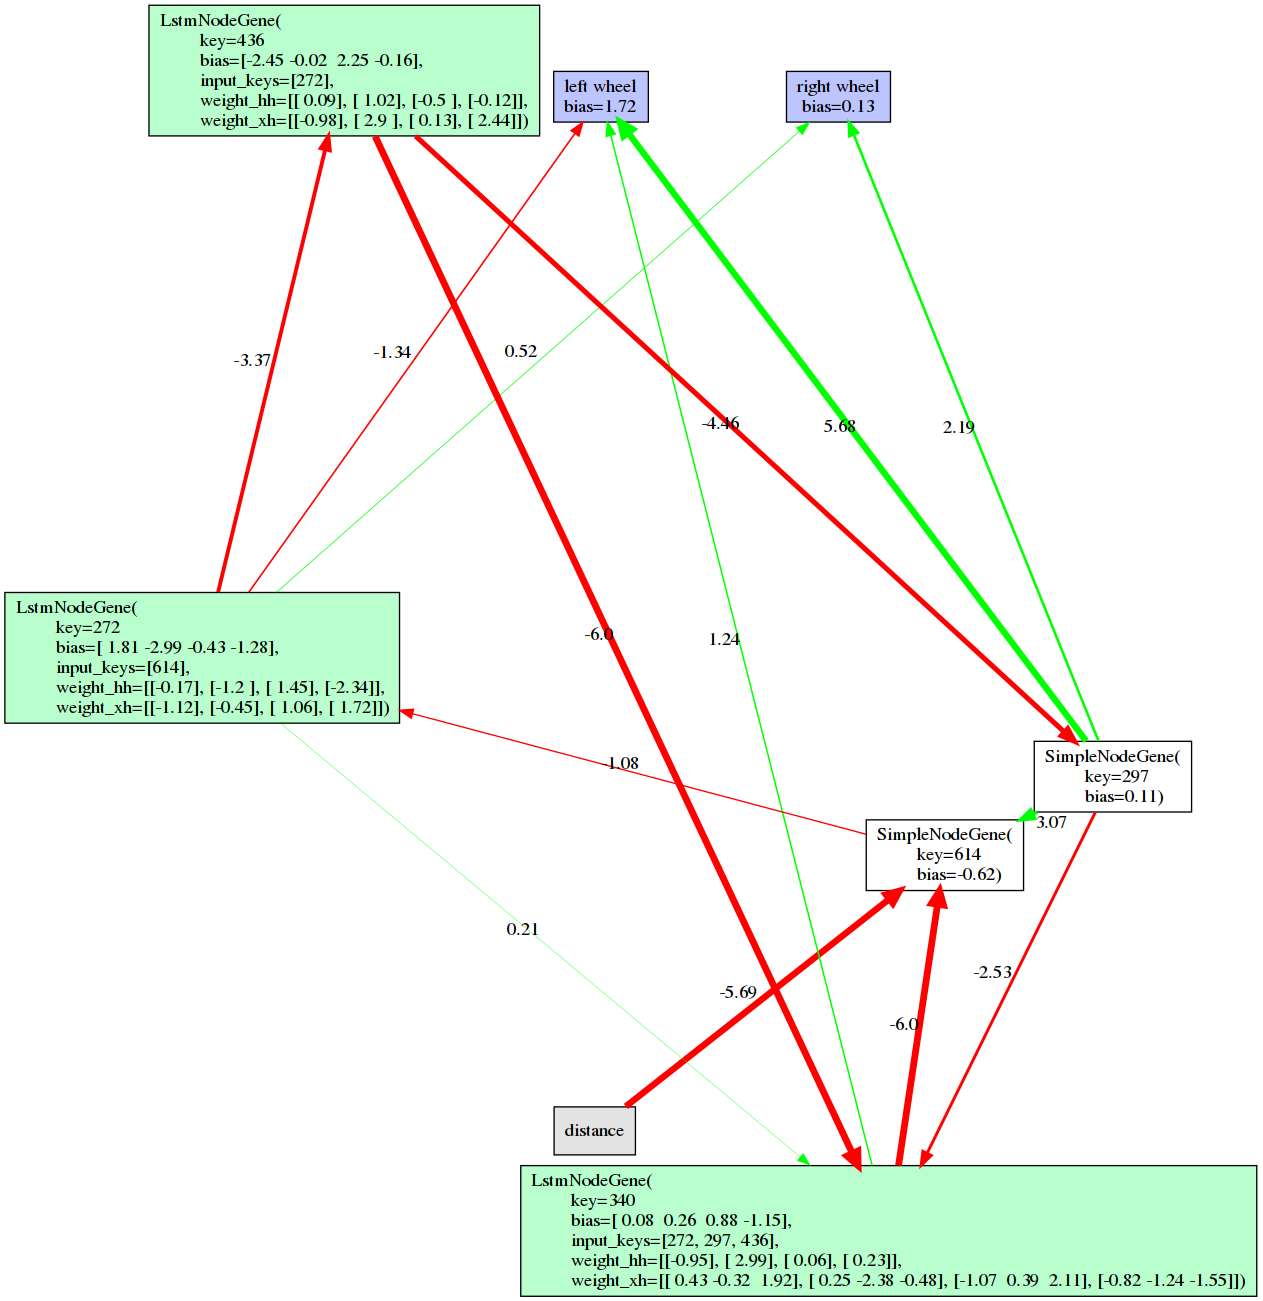 LstmNodeGene(
key=436
bias=[-2.45 -0.02  2.25 -0.16],
input_keys=[272],
weight_hh=[[ 0.09], [ 1.02], [-0.5 ], [-0.12]],
weight_xh=[[-0.98], [ 2.9 ], [ 0.13], [ 2.44]])
left wheel
bias=1.72
right wheel
bias=0.13
-3.37
-1.34
0.52
-4.46
5.68
2.19
-6.0
1.24
LstmNodeGene(
key=272
bias=[ 1.81 -2.99 -0.43 -1.28],
input_keys=[614],
weight_hh=[[-0.17], [-1.2 ], [ 1.45], [-2.34]],
weight_xh=[[-1.12], [-0.45], [ 1.06], [ 1.72]])
-1.08
SimpleNodeGene(
key=297
bias=0.11)
3.07
SimpleNodeGene(
key=614
bias=-0.62)
0.21
-5.69
-2.53
-6.0
distance
LstmNodeGene(
key=340
bias=[ 0.08  0.26  0.88 -1.15],
input_keys=[272, 297, 436],
weight_hh=[[-0.95], [ 2.99], [ 0.06], [ 0.23]],
weight_xh=[[ 0.43 -0.32  1.92], [ 0.25 -2.38 -0.48], [-1.07  0.39  2.11], [-0.82 -1.24 -1.55]])